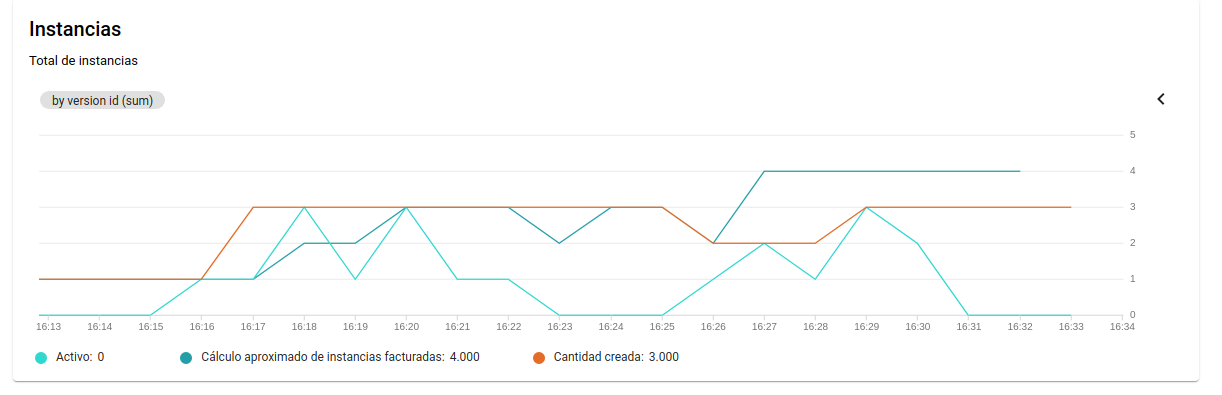 Instancias
Total de instancias
by version id (sum)
5
4
3
2
1
0
16:13 16:14 16:15 16:16 16:17 16:18 16:19 16:20 16:21 16:22 16:23 16:24 16:25 16:26 16:27 16:28 16:29 16:30 16:31 16:32 16:33 16:34
Activo: 0 Cálculo aproximado de instancias facturadas: 4.000 Cantidad creada: 3.000